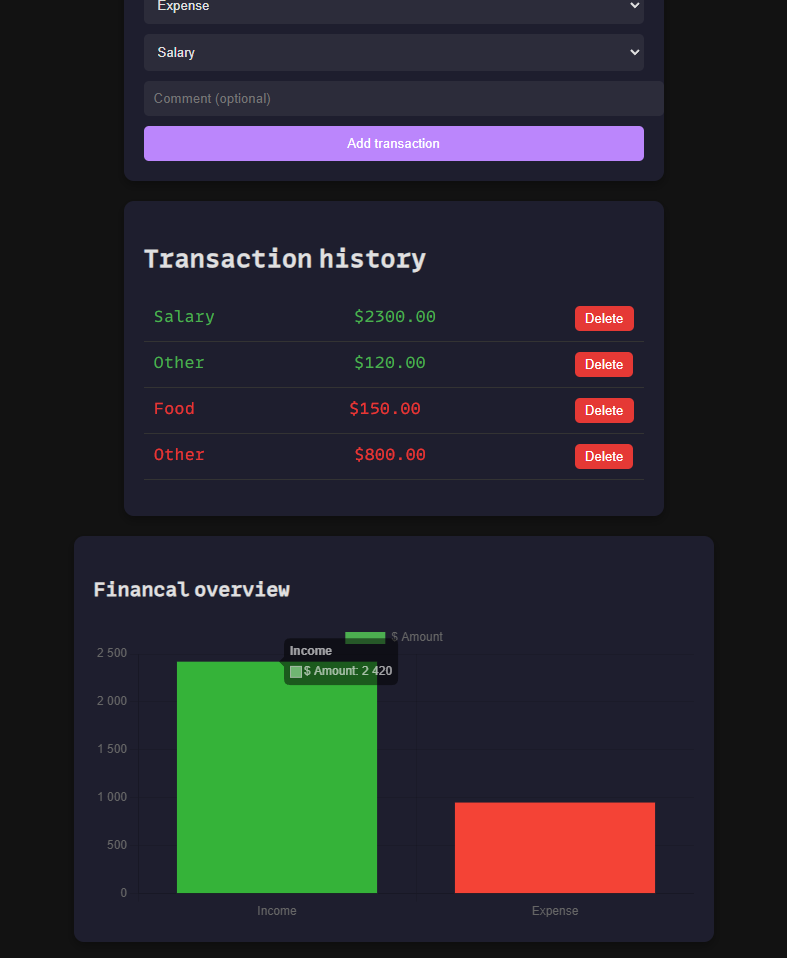 Expense
Salary
Comment (optional)
Add transaction
Transaction history
Salary $2300.00 Delete
Other $120.00 Delete
Food $150.00 Delete
Other $800.00 Delete
Financal overview
$ Amount
Income
$ Amount: 2 420
2 500
2 000
1 500
1 000
500
0
Income Expense